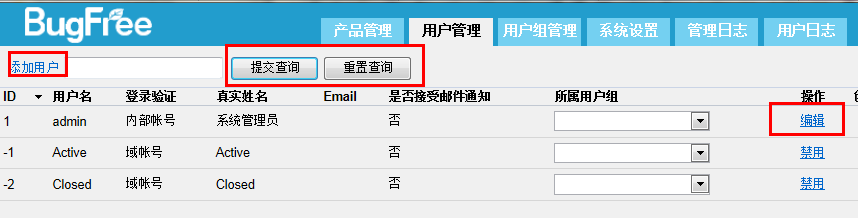 BugFree
产品管理 用户管理 用户组管理 系统设置 管理日志 用户日志
添加用户 提交查询 重置查询
ID 用户名 登录验证 真实姓名 Email 是否接受邮件通知 所属用户组 操作
1 admin 内部帐号 系统管理员 否 编辑
-1 Active 域帐号 Active 否 禁用
-2 Closed 域帐号 Closed 否 禁用